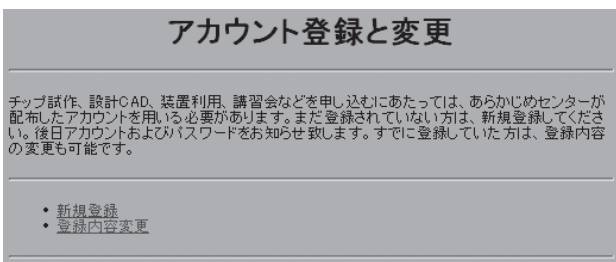 アカウント登録と変更
チップ試作、設計CAD、装置利用、講習会などを申し込むにあたっては、あらかじめセンターが
配布したアカウントを用いる必要があります。まだ登録されていない方は、新規登録してくださ
い。後日アカウントおよびパスワードをお知らせ致します。すでに登録していた方は、登録内容
の変更も可能です。
• 新規登録
• 登録内容変更